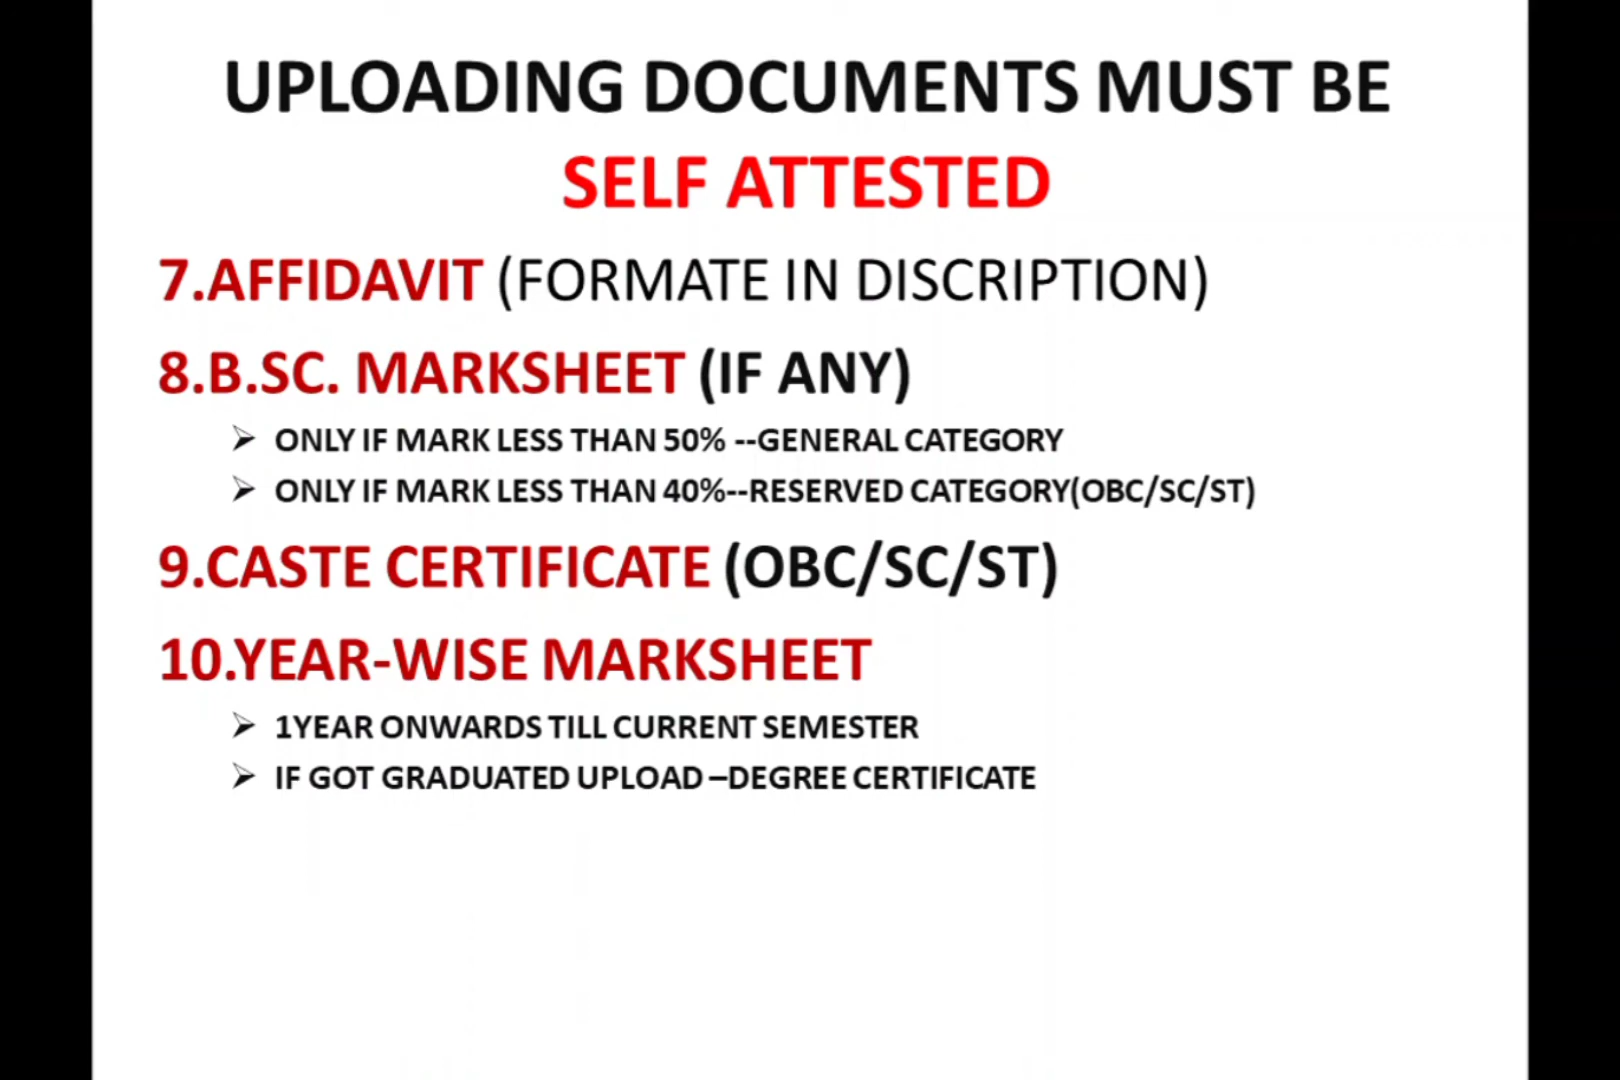 UPLOADING DOCUMENTS MUST BE
SELF ATTESTED
7.AFFIDAVIT (FORMATE IN DISCRIPTION)
8.B.SC. MARKSHEET (IF ANY)
➢ ONLY IF MARK LESS THAN 50% --GENERAL CATEGORY
➢ ONLY IF MARK LESS THAN 40%--RESERVED CATEGORY(OBC/SC/ST)
9.CASTE CERTIFICATE (OBC/SC/ST)
10.YEAR-WISE MARKSHEET
➢ 1YEAR ONWARDS TILL CURRENT SEMESTER
➢ IF GOT GRADUATED UPLOAD –DEGREE CERTIFICATE